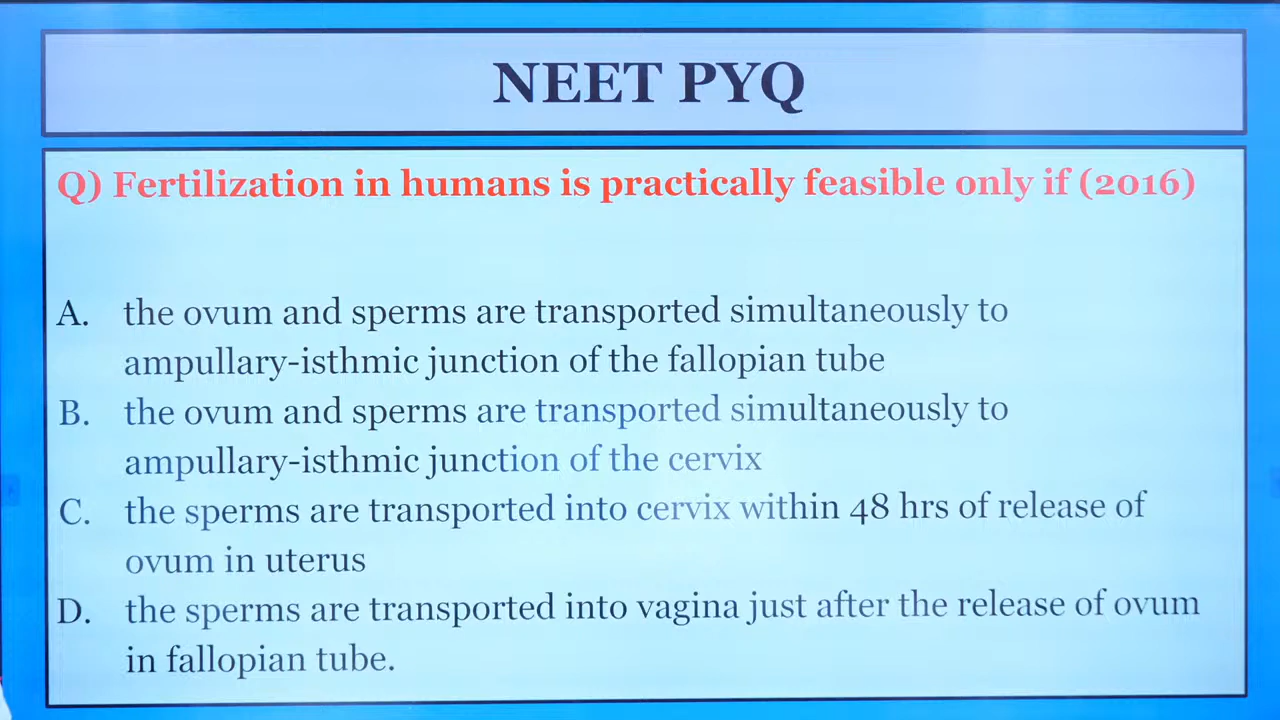 NEET PYQ
Q) Fertilization in humans is practically feasible only if (2016)
A. the ovum and sperms are transported simultaneously to
ampullary-isthmic junction of the fallopian tube
B. the ovum and sperms are transported simultaneously to
ampullary-isthmic junction of the cervix
C. the sperms are transported into cervix within 48 hrs of release of
ovum in uterus
D. the sperms are transported into vagina just after the release of ovum
in fallopian tube.